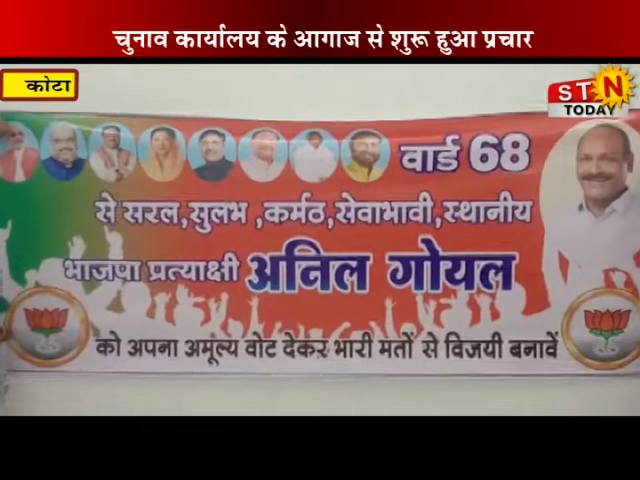 चुनाव कार्यालय के आगाज से शुरू हुआ प्रचार
कोटा
STN
TODAY
वार्ड 68
से सरल,सुलभ ,कर्मठ,सेवाभावी,स्थानीय
भाजपा प्रत्याक्षी अनिल गोयल
को अपना अमूल्य वोट देकर भारी मतों से विजयी बनावें